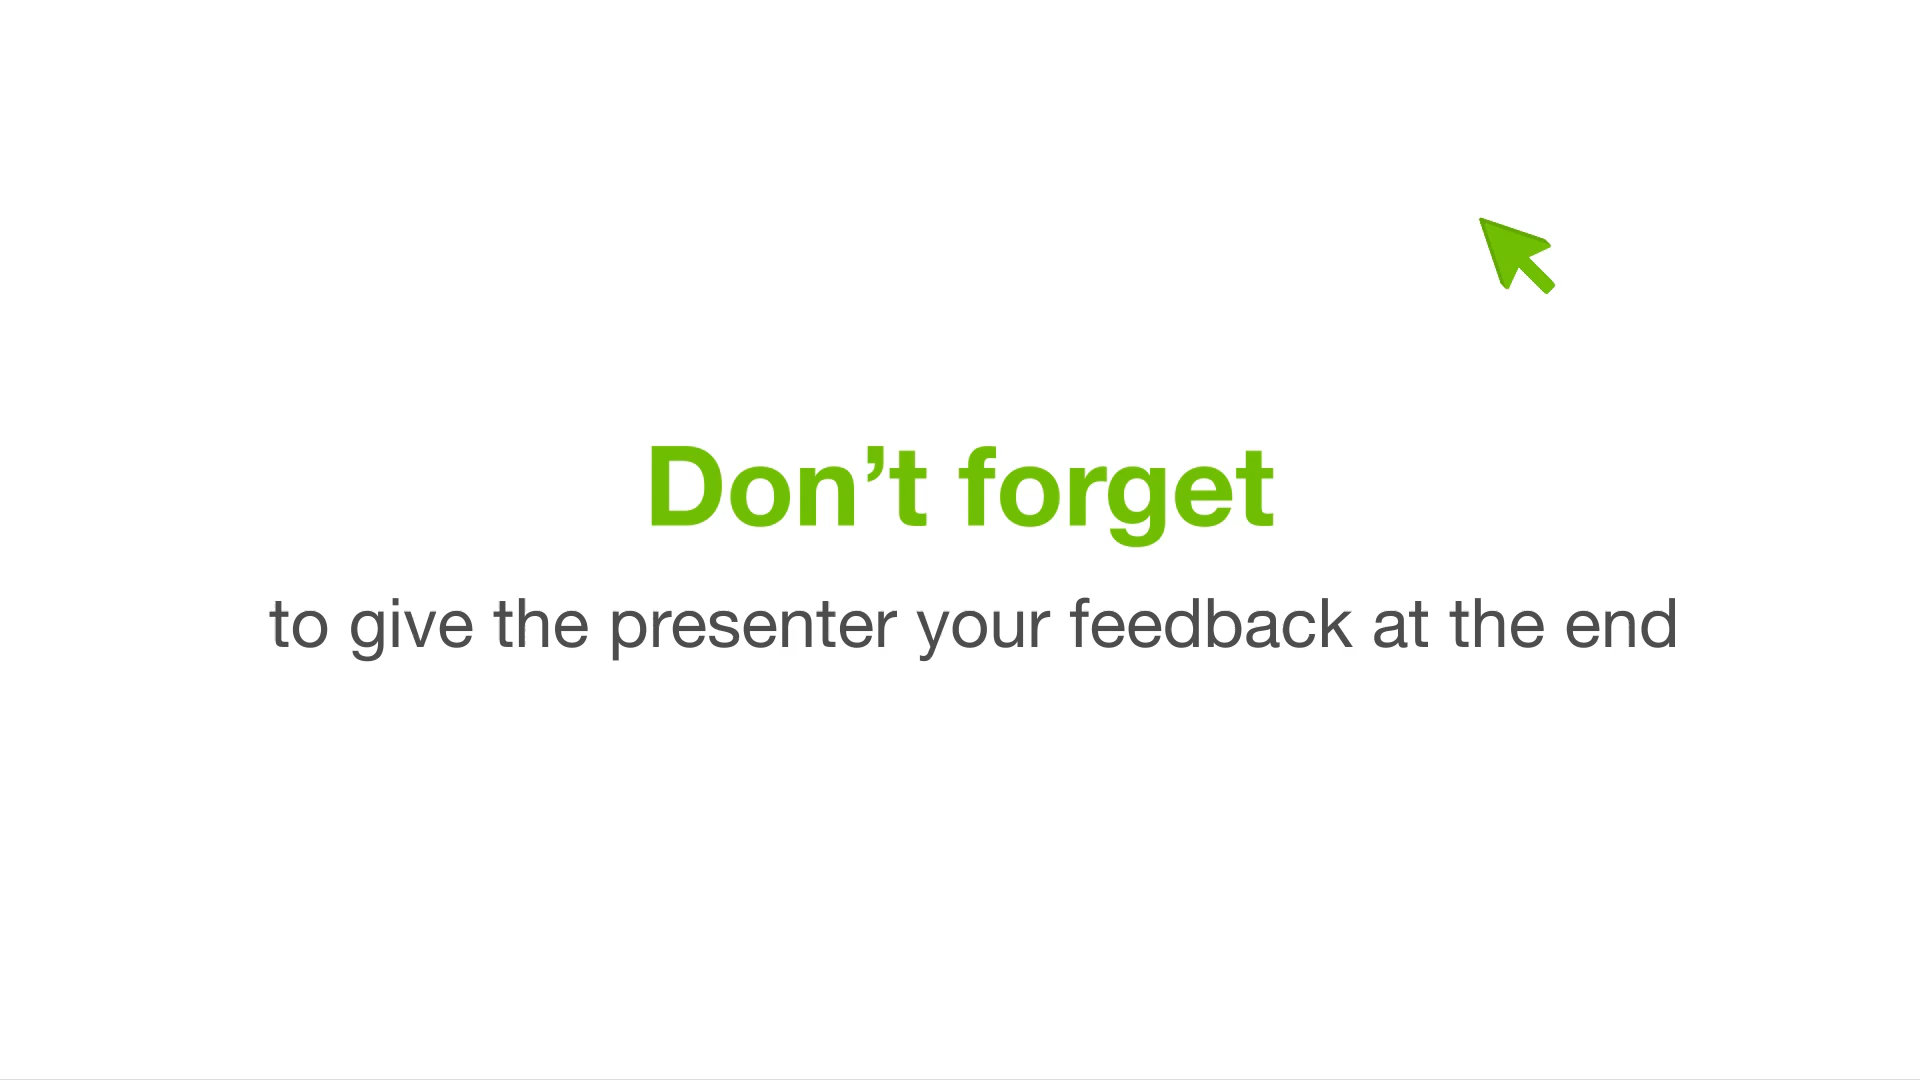 Don’t forget
to give the presenter your feedback at the end